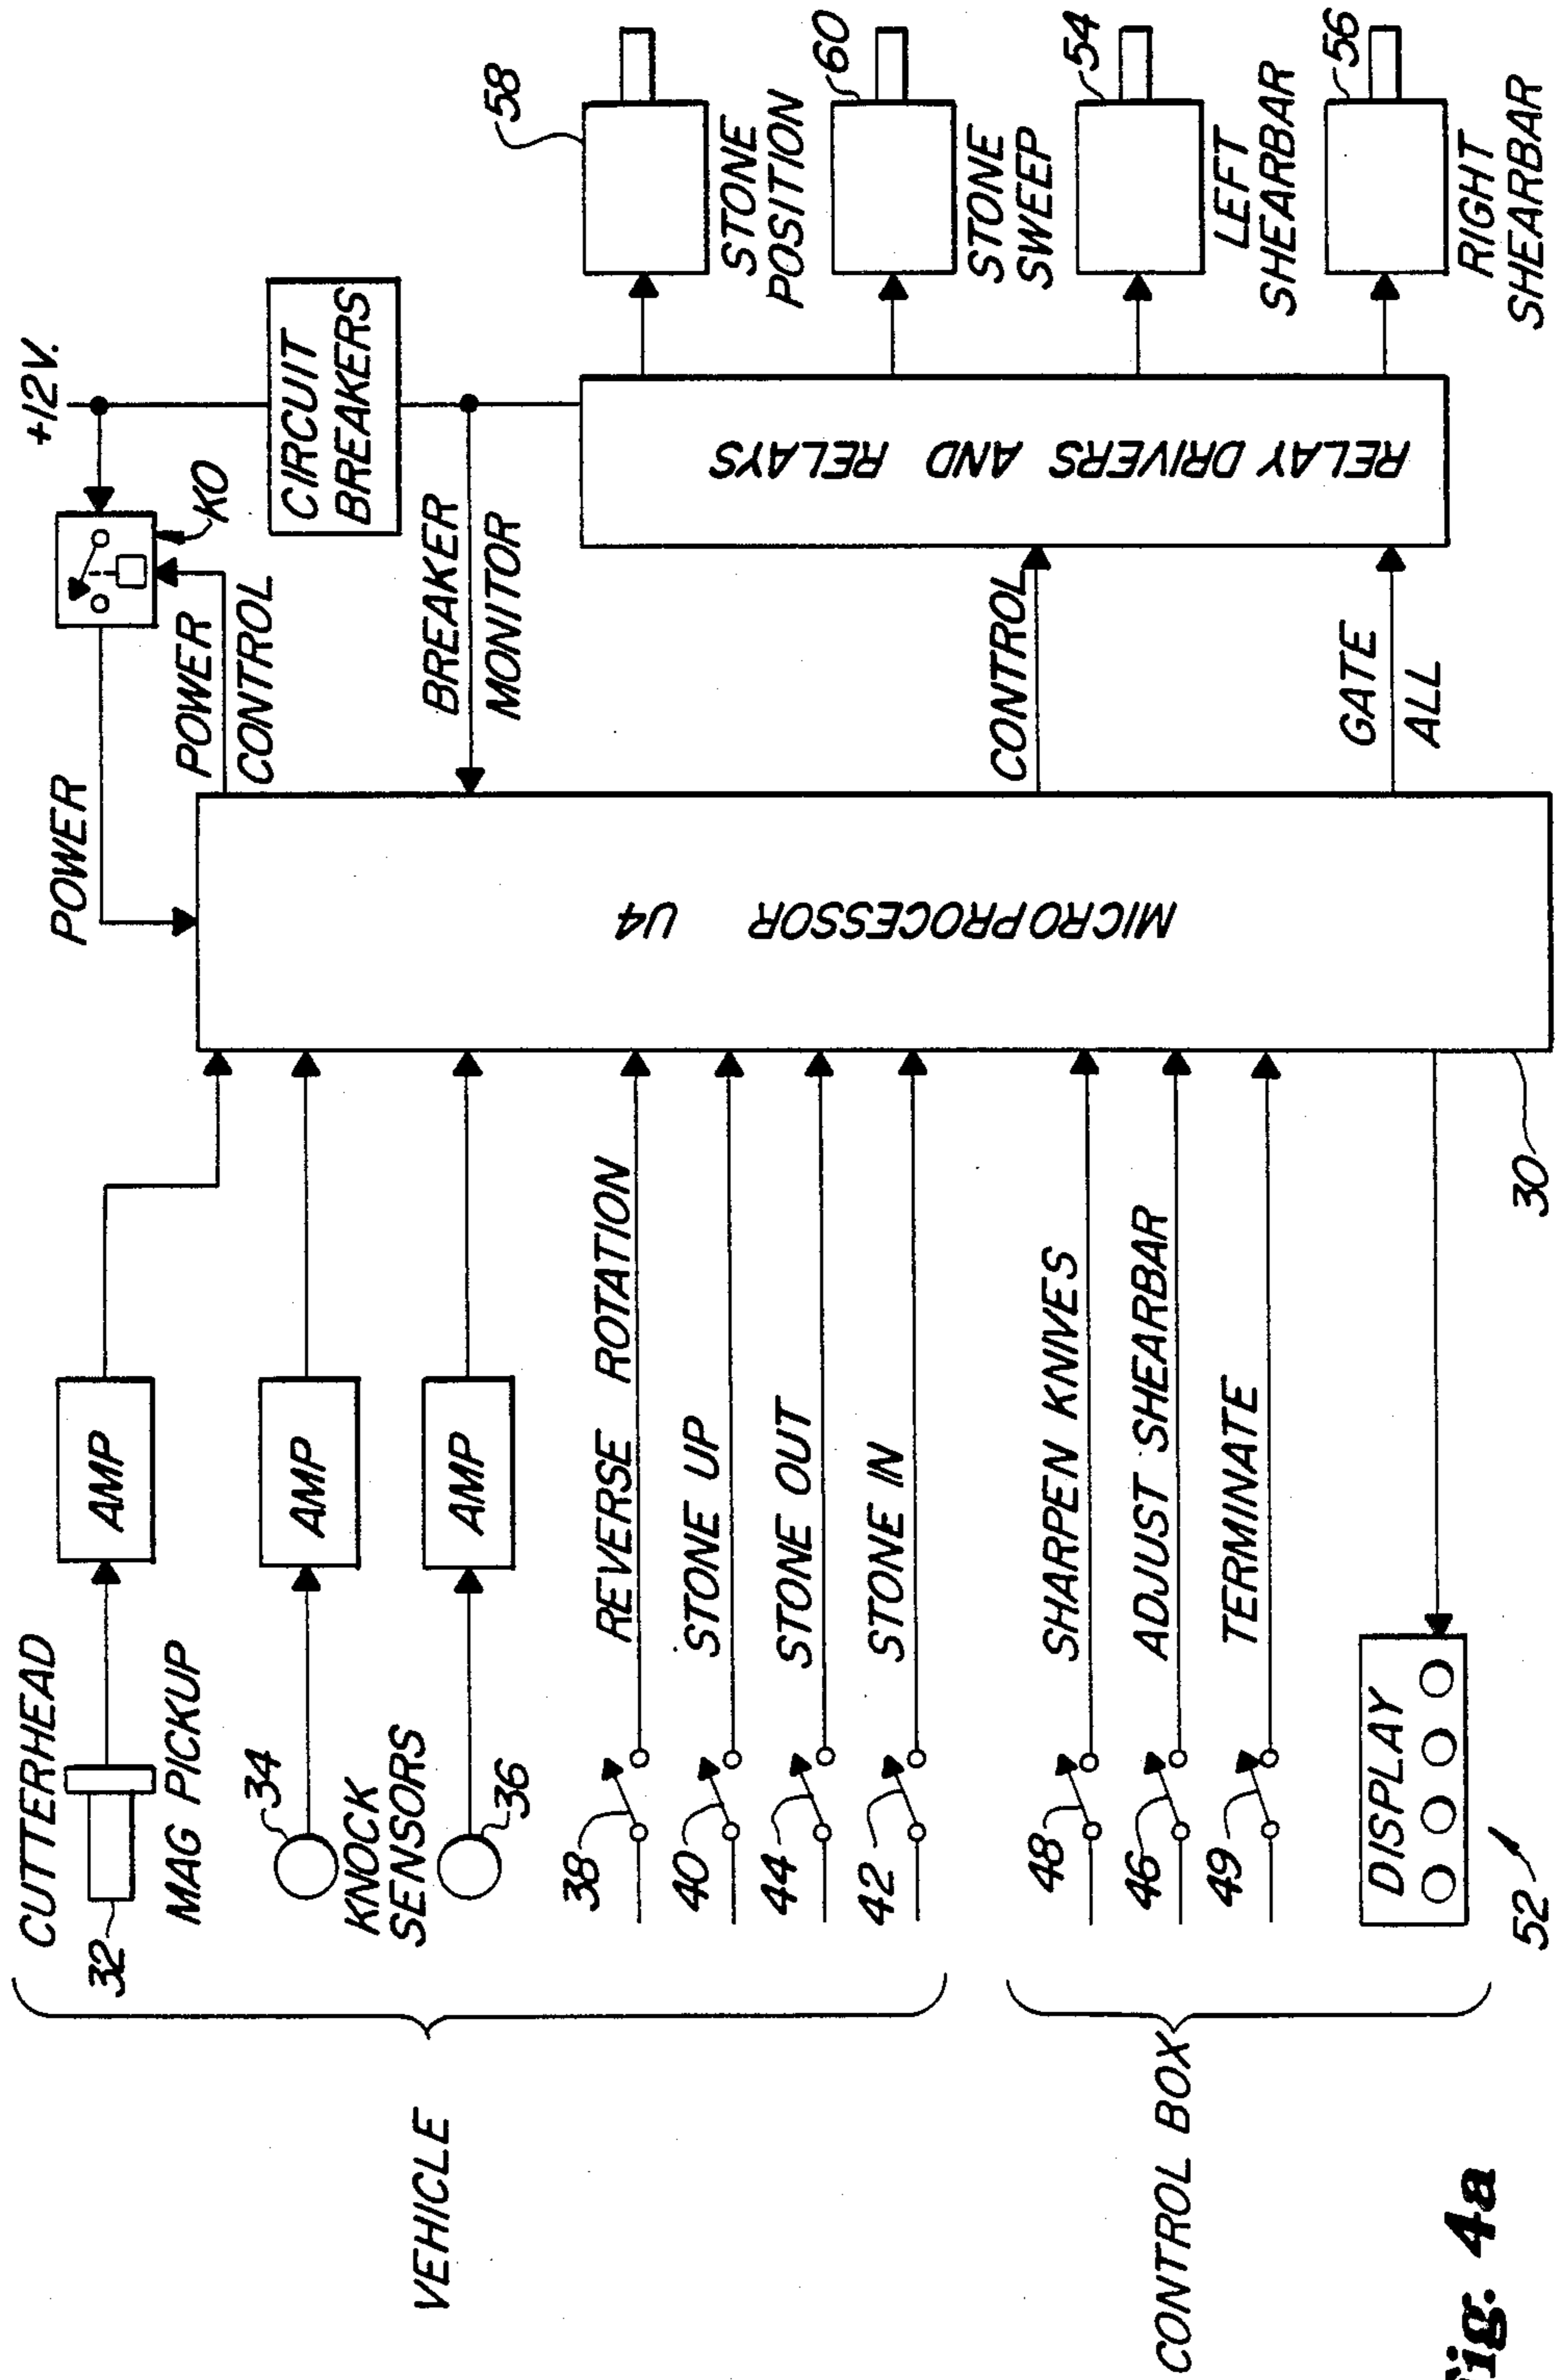 CUTTERHEAD
32
MAG PICKUP
AMP
34
KNOCK
SENSORS
36
AMP
AMP
38
REVERSE ROTATION
40
STONE UP
44
STONE OUT
42
STONE IN
VEHICLE
48
SHARPEN KNIVES
46
ADJUST SHEARBAR
49
TERMINATE
DISPLAY
52
CONTROL BOX
30
MICROPROCESSOR U4
POWER
POWER
CONTROL
KO
+12V.
CIRCUIT
BREAKERS
BREAKER
MONITOR
CONTROL
GATE
ALL
RELAY DRIVERS AND RELAYS
58
STONE
POSITION
60
STONE
SWEEP
54
LEFT
SHEARBAR
56
RIGHT
SHEARBAR
Fig. 4a